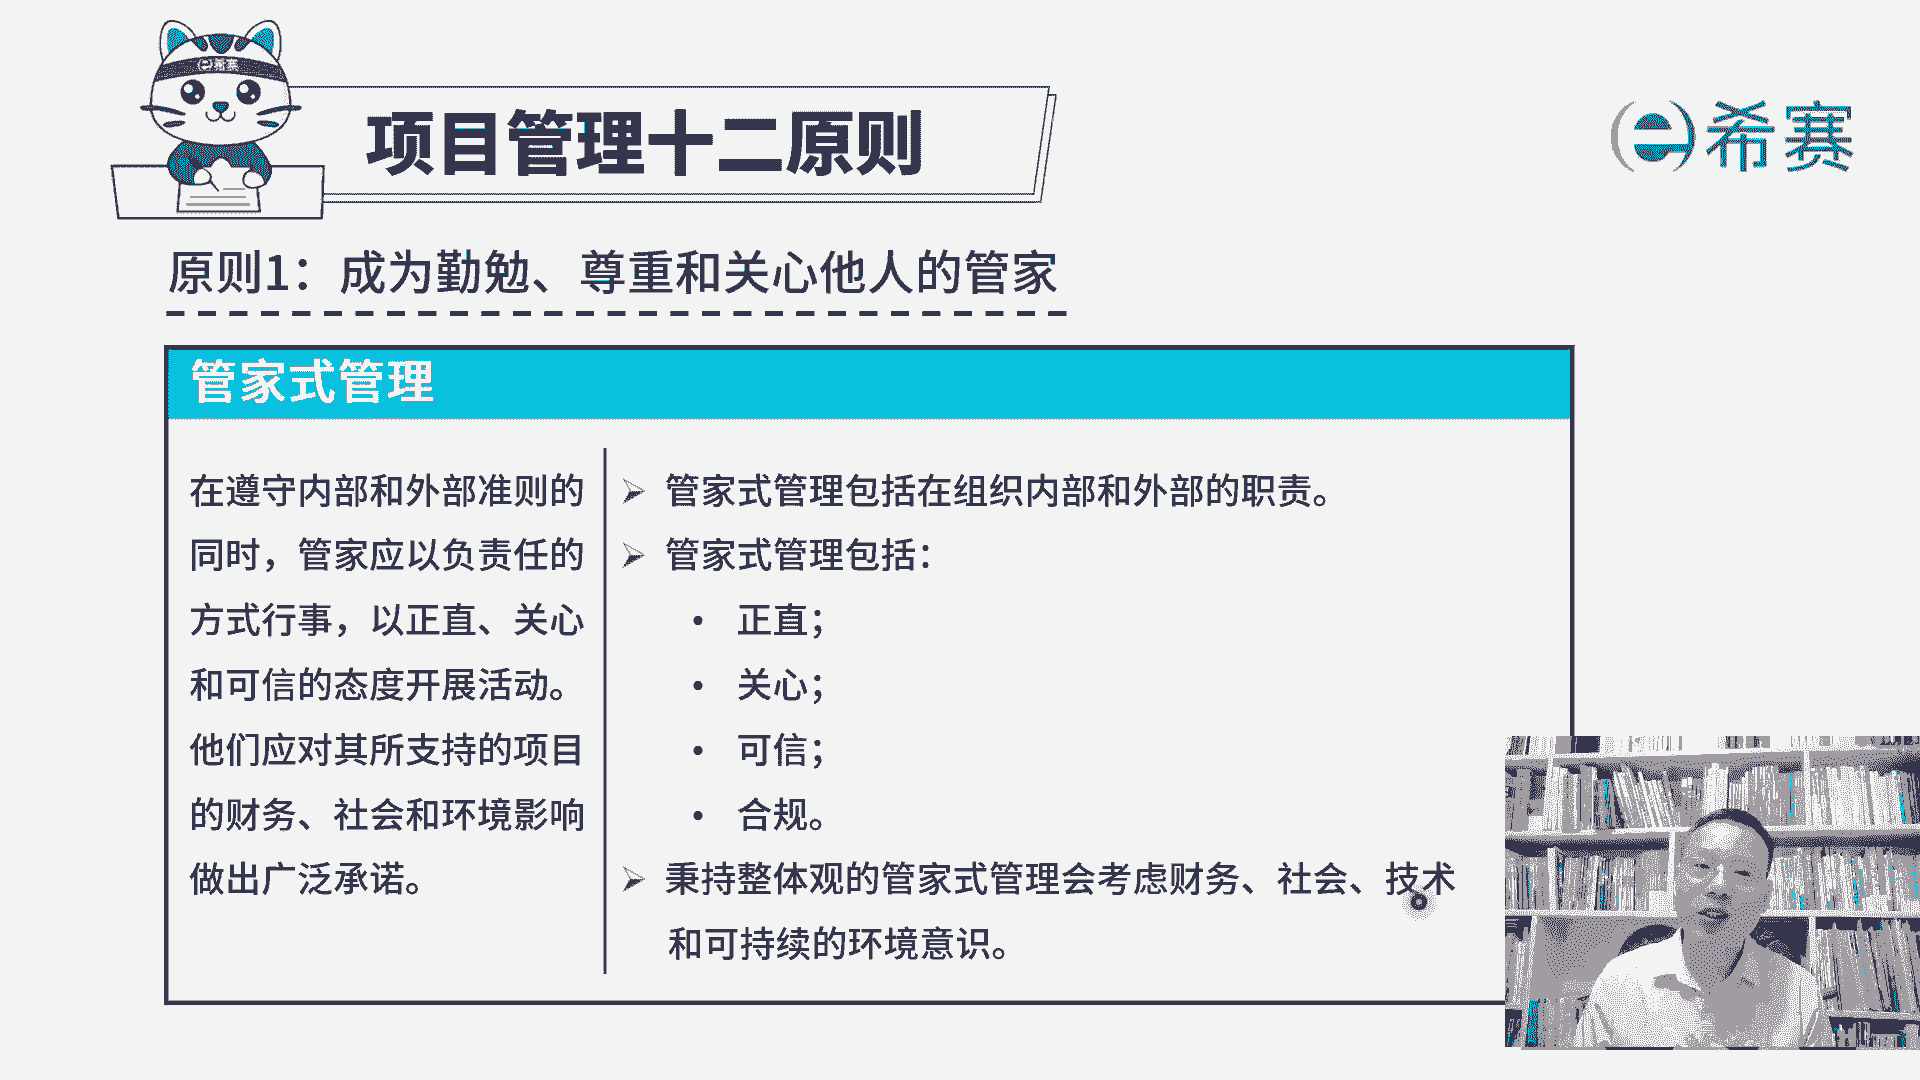 希赛
项目管理十二原则
希赛
原则1：成为勤勉、尊重和关心他人的管家
管家式管理
在遵守内部和外部准则的
同时，管家应以负责任的
方式行事，以正直、关心
和可信的态度开展活动。
他们应对其所支持的项目
的财务、社会和环境影响
做出广泛承诺。
➢ 管家式管理包括在组织内部和外部的职责。
➢ 管家式管理包括：
• 正直；
• 关心；
• 可信；
• 合规。
➢ 秉持整体观的管家式管理会考虑财务、社会、技术
和可持续的环境意识。